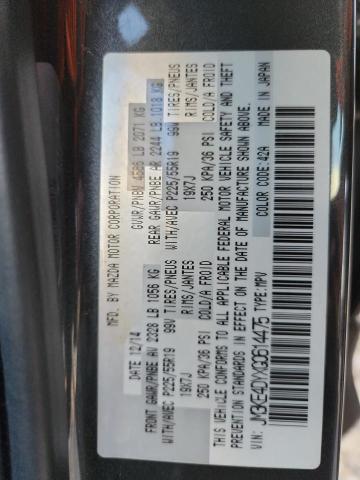 MFD. BY MAZDA MOTOR CORPORATION
DATE: 12/14 GVWR/PNBV 4566 LB 2071 KG
FRONT GAWR/PNBE AV 2328 LB 1056 KG REAR GAWR/PNBE AR 2244 LB 1018 KG
WITH/AVEC P225/55R19 99V TIRES/PNEUS WITH/AVEC P225/55R19 99V TIRES/PNEUS
19X7J RIMS/JANTES 19X7J RIMS/JANTES
250 KPA/36 PSI COLD/A FROID 250 KPA/36 PSI COLD/A FROID
THIS VEHICLE CONFORMS TO ALL APPLICABLE FEDERAL MOTOR VEHICLE SAFETY AND THEFT
PREVENTION STANDARDS IN EFFECT ON THE DATE OF MANUFACTURE SHOWN ABOVE.
VIN: JM3KE4DYXG0614475 TYPE:MPV COLOR CODE:42A MADE IN JAPAN